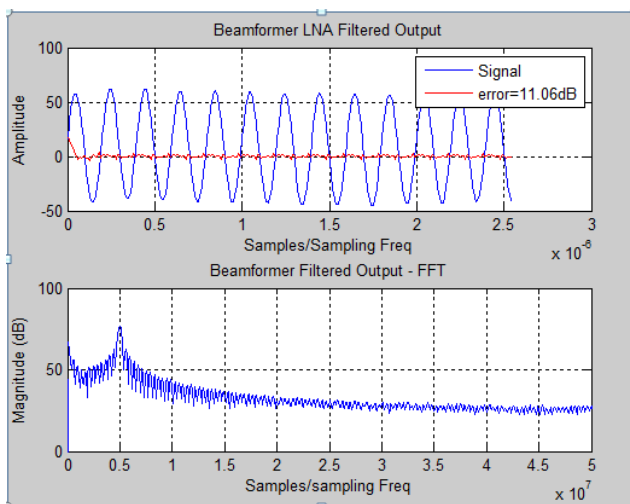 Beamformer LNA Filtered Output
100
50
0
-50
Amplitude
Signal
error=11.06dB
0 0.5 1 1.5 2 2.5 3
Samples/Sampling Freq
x 10^-6
Beamformer Filtered Output - FFT
100
50
0
Magnitude (dB)
0 0.5 1 1.5 2 2.5 3 3.5 4 4.5 5
Samples/sampling Freq
x 10^7